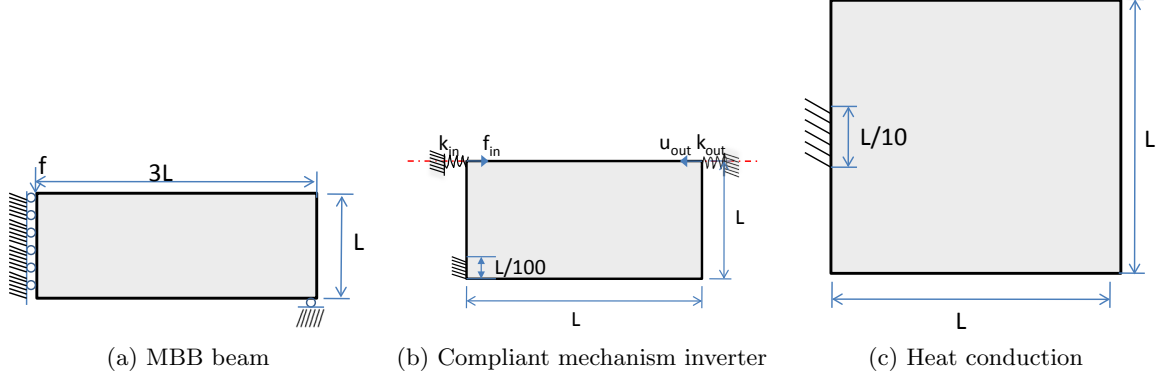 f
3L
L
k_in
f_in
u_out
k_out
L
L/100
L
L/10
L
L
(a) MBB beam
(b) Compliant mechanism inverter
(c) Heat conduction